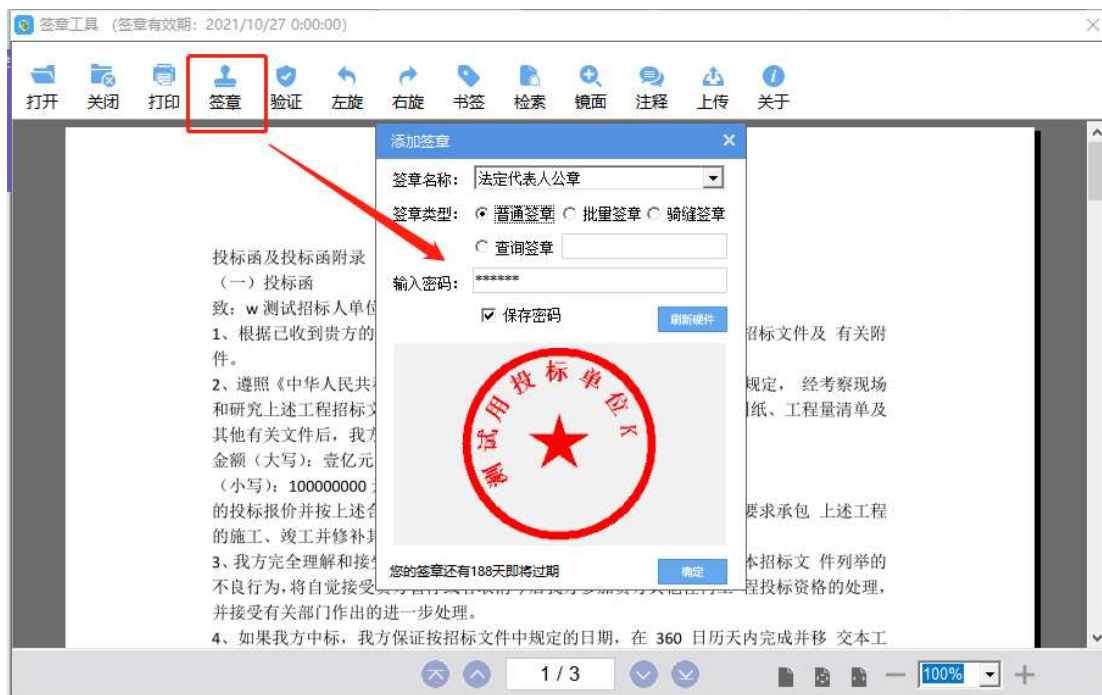 签章工具 (签章有效期: 2021/10/27 0:00:00)
打开 关闭 打印 签章 验证 左旋 右旋 书签 检索 镜面 注释 上传 关于
添加签章
签章名称: 法定代表人公章
签章类型: 普通签章 批量签章 骑缝签章
查询签章
输入密码: ******
保存密码
刷新硬件
测试用投标单位K
您的签章还有188天即将过期
确定
投标函及投标函附录
(一)投标函
致: w 测试招标人单位
1、根据已收到贵方的 招标文件及 有关附
件。
2、遵照《中华人民共 规定, 经考察现场
和研究上述工程招标文 纸、工程量清单及
其他有关文件后,我方
金额(大写): 壹亿元
(小写): 100000000
的投标报价并按上述合 要求承包 上述工程
的施工、竣工并修补其
3、我方完全理解和接受 本招标文 件列举的
不良行为,将自觉接受 程投标资格的处理,
并接受有关部门作出的进一步处理。
4、如果我方中标,我方保证按招标文件中规定的日期,在 360 日历天内完成并移 交本工
1 / 3
100%